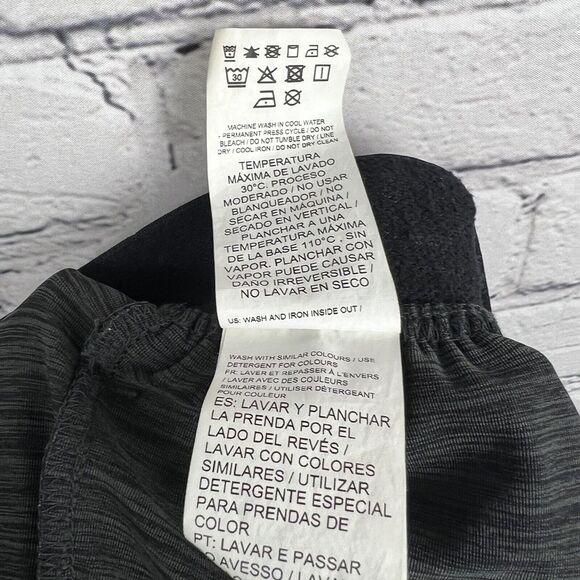 30
MACHINE WASH IN COOL WATER
- PERMANENT PRESS CYCLE / DO NOT
BLEACH / DO NOT TUMBLE DRY / LINE
DRY / COOL IRON / DO NOT DRY CLEAN
TEMPERATURA
MÁXIMA DE LAVADO
30°C. PROCESO
MODERADO / NO USAR
BLANQUEADOR / NO
SECAR EN MÁQUINA /
SECADO EN VERTICAL /
PLANCHAR A UNA
TEMPERATURA MÁXIMA
DE LA BASE 110°C , SIN
VAPOR. PLANCHAR CON
VAPOR PUEDE CAUSAR
DAÑO IRREVERSIBLE /
NO LAVAR EN SECO
US: WASH AND IRON INSIDE OUT /
WASH WITH SIMILAR COLOURS / USE
DETERGENT FOR COLOURS
FR: LAVER ET REPASSER À L'ENVERS
/ LAVER AVEC DES COULEURS
SIMILAIRES / UTILISER DÉTERGEANT
POUR COULEUR
ES: LAVAR Y PLANCHAR
LA PRENDA POR EL
LADO DEL REVÉS /
LAVAR CON COLORES
SIMILARES / UTILIZAR
DETERGENTE ESPECIAL
PARA PRENDAS DE
COLOR
PT: LAVAR E PASSAR
O AVESSO / LAVA